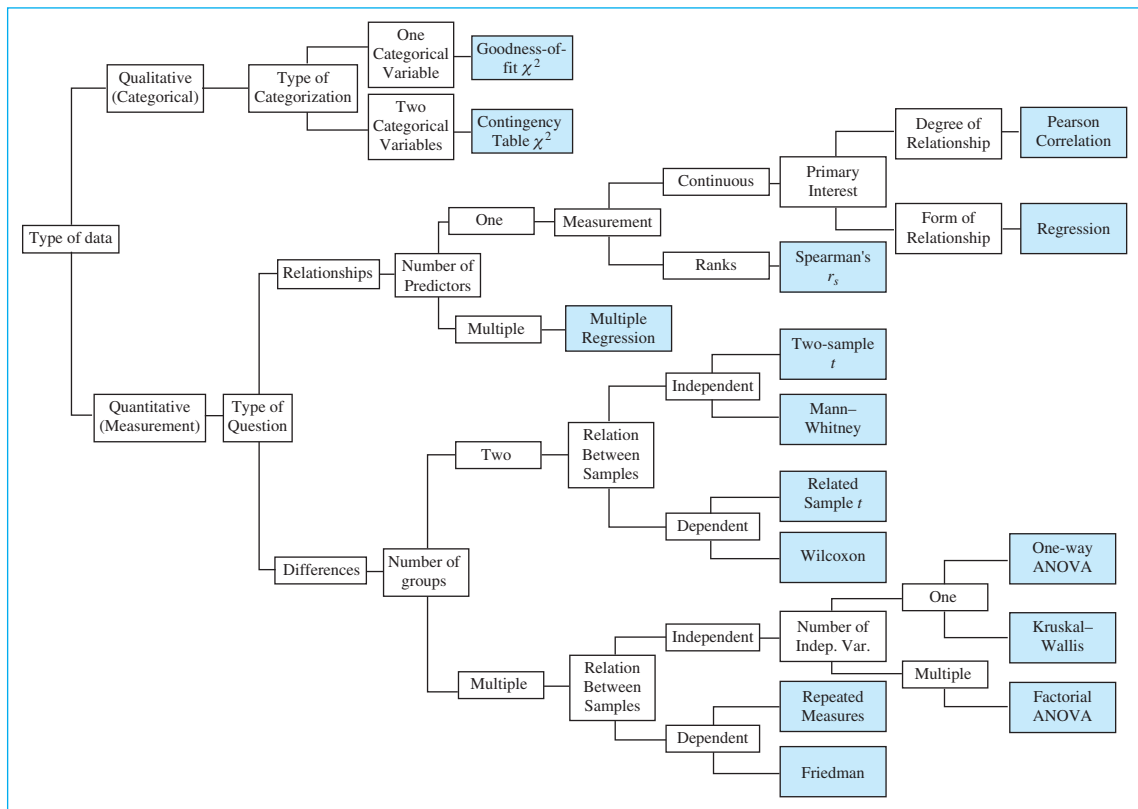 One
Categorical
Variable
Goodness-of-
fit χ²
Qualitative
(Categorical)
Type of
Categorization
Two
Categorical
Variables
Contingency
Table χ²
Degree of
Relationship
Pearson
Correlation
Continuous
Primary
Interest
One
Measurement
Form of
Relationship
Regression
Type of data
Relationships
Number of
Predictors
Ranks
Spearman's
rₛ
Multiple
Multiple
Regression
Two-sample
t
Independent
Quantitative
(Measurement)
Type of
Question
Mann–
Whitney
Two
Relation
Between
Samples
Related
Sample t
Dependent
Wilcoxon
Differences
Number of
groups
One-way
ANOVA
One
Independent
Number of
Indep. Var.
Kruskal–
Wallis
Multiple
Relation
Between
Samples
Multiple
Factorial
ANOVA
Repeated
Measures
Dependent
Friedman